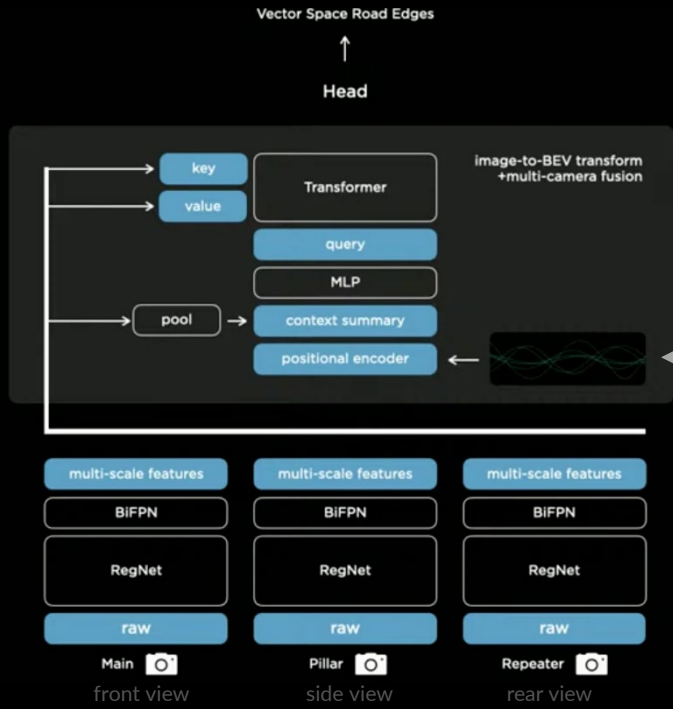 Vector Space Road Edges
Head
image-to-BEV transform
+multi-camera fusion
key
value
Transformer
query
MLP
pool
context summary
positional encoder
multi-scale features
multi-scale features
multi-scale features
BiFPN
BiFPN
BiFPN
RegNet
RegNet
RegNet
raw
raw
raw
Main
Pillar
Repeater
front view
side view
rear view